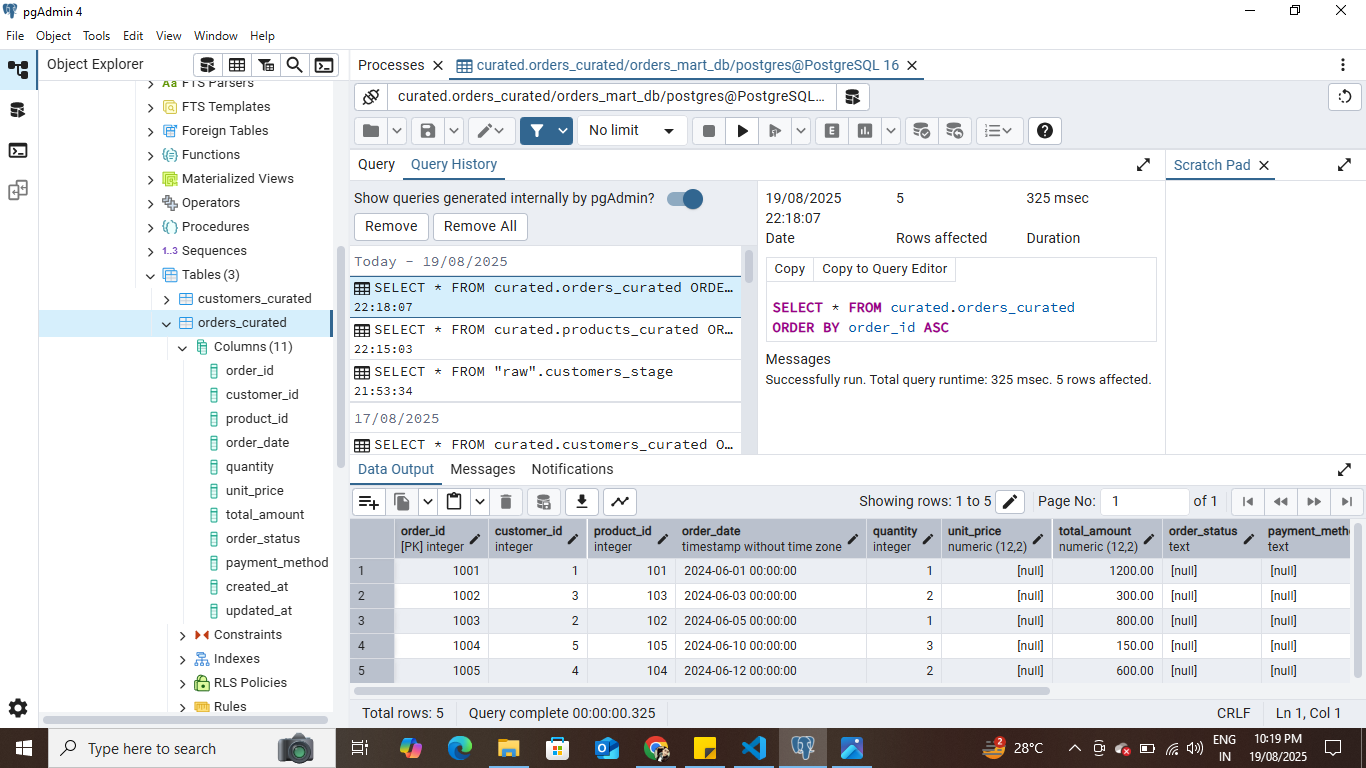 pgAdmin 4
File Object Tools Edit View Window Help
Object Explorer
FTS Parsers
FTS Templates
Foreign Tables
Functions
Materialized Views
Operators
Procedures
1..3 Sequences
Tables (3)
customers_curated
orders_curated
Columns (11)
order_id
customer_id
product_id
order_date
quantity
unit_price
total_amount
order_status
payment_method
created_at
updated_at
Constraints
Indexes
RLS Policies
Rules
Processes
curated.orders_curated/orders_mart_db/postgres@PostgreSQL 16
curated.orders_curated/orders_mart_db/postgres@PostgreSQL...
No limit
E
Query Query History
Show queries generated internally by pgAdmin?
Remove Remove All
Today - 19/08/2025
SELECT * FROM curated.orders_curated ORDE...
22:18:07
SELECT * FROM curated.products_curated OR...
22:15:03
SELECT * FROM "raw".customers_stage
21:53:34
17/08/2025
SELECT * FROM curated.customers_curated O...
19/08/2025 5 325 msec
22:18:07
Date Rows affected Duration
Copy Copy to Query Editor
SELECT * FROM curated.orders_curated
ORDER BY order_id ASC
Messages
Successfully run. Total query runtime: 325 msec. 5 rows affected.
Scratch Pad
Data Output Messages Notifications
Showing rows: 1 to 5 Page No: 1 of 1
order_id customer_id product_id order_date quantity unit_price total_amount order_status payment_meth
[PK] integer integer integer timestamp without time zone integer numeric (12,2) numeric (12,2) text text
1 1001 1 101 2024-06-01 00:00:00 1 [null] 1200.00 [null] [null]
2 1002 3 103 2024-06-03 00:00:00 2 [null] 300.00 [null] [null]
3 1003 2 102 2024-06-05 00:00:00 1 [null] 800.00 [null] [null]
4 1004 5 105 2024-06-10 00:00:00 3 [null] 150.00 [null] [null]
5 1005 4 104 2024-06-12 00:00:00 2 [null] 600.00 [null] [null]
Total rows: 5 Query complete 00:00:00.325 CRLF Ln 1, Col 1
Type here to search
2 28°C
ENG
IN
10:19 PM
19/08/2025